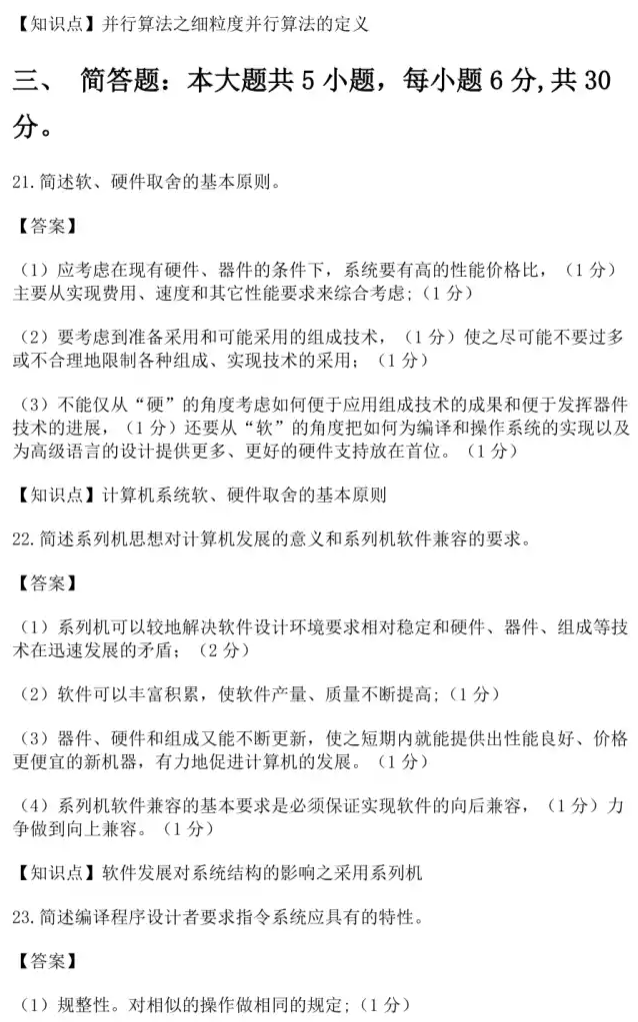 【知识点】并行算法之细粒度并行算法的定义
三、 简答题：本大题共 5 小题，每小题 6 分,共 30
分。
21.简述软、硬件取舍的基本原则。
【答案】
（1）应考虑在现有硬件、器件的条件下，系统要有高的性能价格比，（1 分）
主要从实现费用、速度和其它性能要求来综合考虑;（1 分）
（2）要考虑到准备采用和可能采用的组成技术，（1 分）使之尽可能不要过多
或不合理地限制各种组成、实现技术的采用；（1 分）
（3）不能仅从“硬”的角度考虑如何便于应用组成技术的成果和便于发挥器件
技术的进展，（1 分）还要从“软”的角度把如何为编译和操作系统的实现以及
为高级语言的设计提供更多、更好的硬件支持放在首位。（1 分）
【知识点】计算机系统软、硬件取舍的基本原则
22.简述系列机思想对计算机发展的意义和系列机软件兼容的要求。
【答案】
（1）系列机可以较地解决软件设计环境要求相对稳定和硬件、器件、组成等技
术在迅速发展的矛盾；（2 分）
（2）软件可以丰富积累，使软件产量、质量不断提高;（1 分）
（3）器件、硬件和组成又能不断更新，使之短期内就能提供出性能良好、价格
更便宜的新机器，有力地促进计算机的发展。（1 分）
（4）系列机软件兼容的基本要求是必须保证实现软件的向后兼容，（1 分）力
争做到向上兼容。（1 分）
【知识点】软件发展对系统结构的影响之采用系列机
23.简述编译程序设计者要求指令系统应具有的特性。
【答案】
（1）规整性。对相似的操作做相同的规定;（1 分）